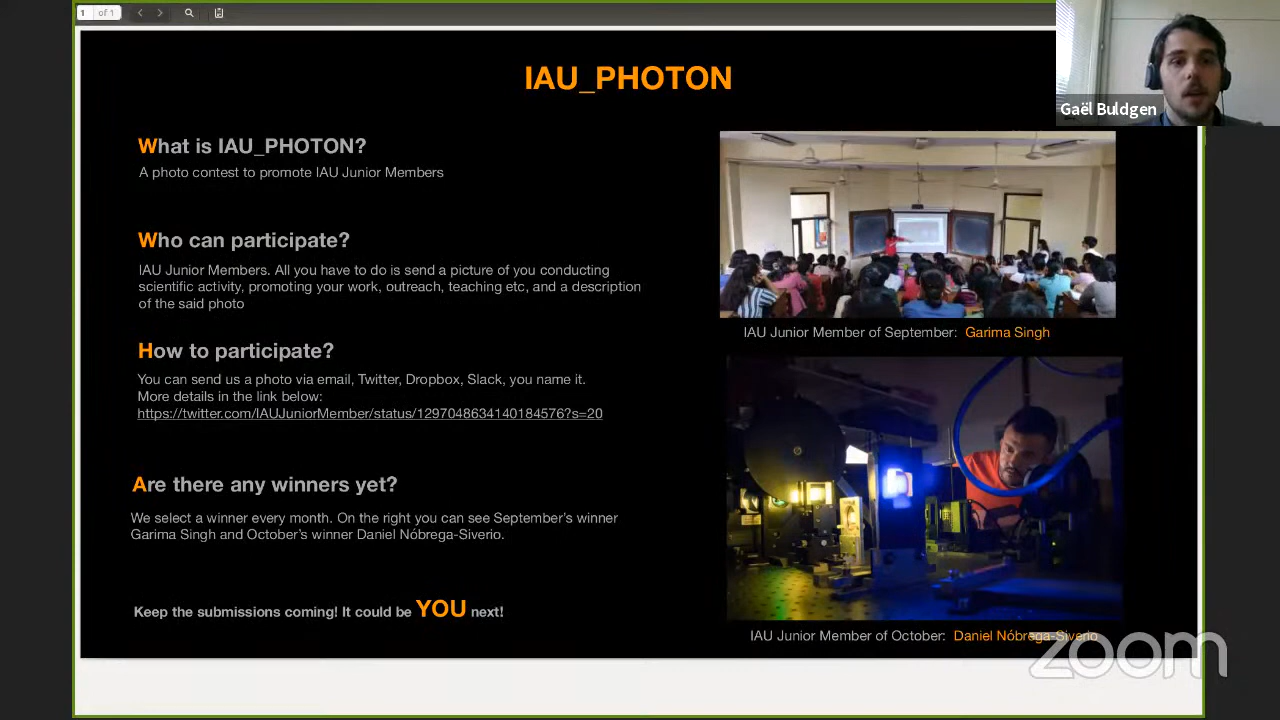 1 of 1
IAU_PHOTON
Gaël Buldgen
What is IAU_PHOTON?
A photo contest to promote IAU Junior Members
Who can participate?
IAU Junior Members. All you have to do is send a picture of you conducting
scientific activity, promoting your work, outreach, teaching etc, and a description
of the said photo
How to participate?
You can send us a photo via email, Twitter, Dropbox, Slack, you name it.
More details in the link below:
https://twitter.com/IAUJuniorMember/status/1297048634140184576?s=20
Are there any winners yet?
We select a winner every month. On the right you can see September's winner
Garima Singh and October's winner Daniel Nóbrega-Siverio.
Keep the submissions coming! It could be YOU next!
IAU Junior Member of September: Garima Singh
IAU Junior Member of October: Daniel Nóbrega-Siverio
zoom